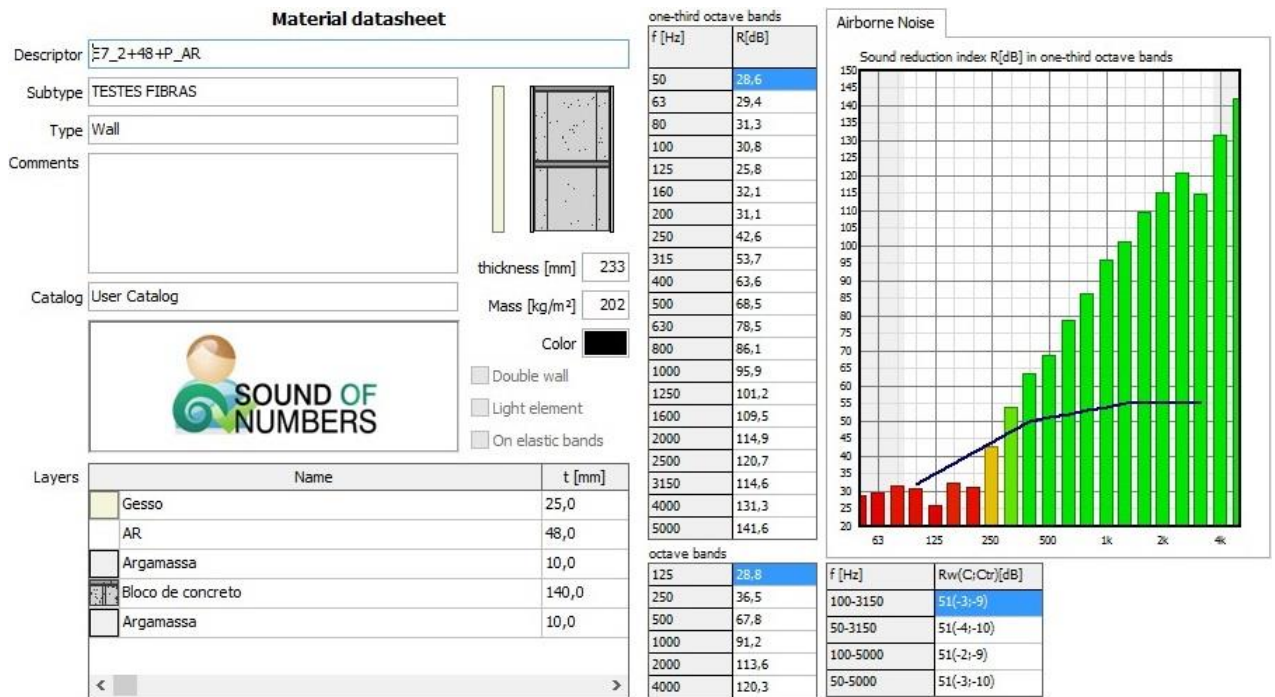 Material datasheet
Descriptor E7_2+48+P_AR
Subtype TESTES FIBRAS
Type Wall
Comments
thickness [mm] 233
Catalog User Catalog
Mass [kg/m²] 202
Color
SOUND OF
NUMBERS
Double wall
Light element
On elastic bands
Layers Name t [mm]
Gesso 25,0
AR 48,0
Argamassa 10,0
Bloco de concreto 140,0
Argamassa 10,0
one-third octave bands
f [Hz] R[dB]
50 28,6
63 29,4
80 31,3
100 30,8
125 25,8
160 32,1
200 31,1
250 42,6
315 53,7
400 63,6
500 68,5
630 78,5
800 86,1
1000 95,9
1250 101,2
1600 109,5
2000 114,9
2500 120,7
3150 114,6
4000 131,3
5000 141,6
octave bands
125 28,8
250 36,5
500 67,8
1000 91,2
2000 113,6
4000 120,3
Airborne Noise
Sound reduction index R[dB] in one-third octave bands
150
145
140
135
130
125
120
115
110
105
100
95
90
85
80
75
70
65
60
55
50
45
40
35
30
25
20
63 125 250 500 1k 2k 4k
f [Hz] Rw(C;Ctr)[dB]
100-3150 51(-3;-9)
50-3150 51(-4;-10)
100-5000 51(-2;-9)
50-5000 51(-3;-10)